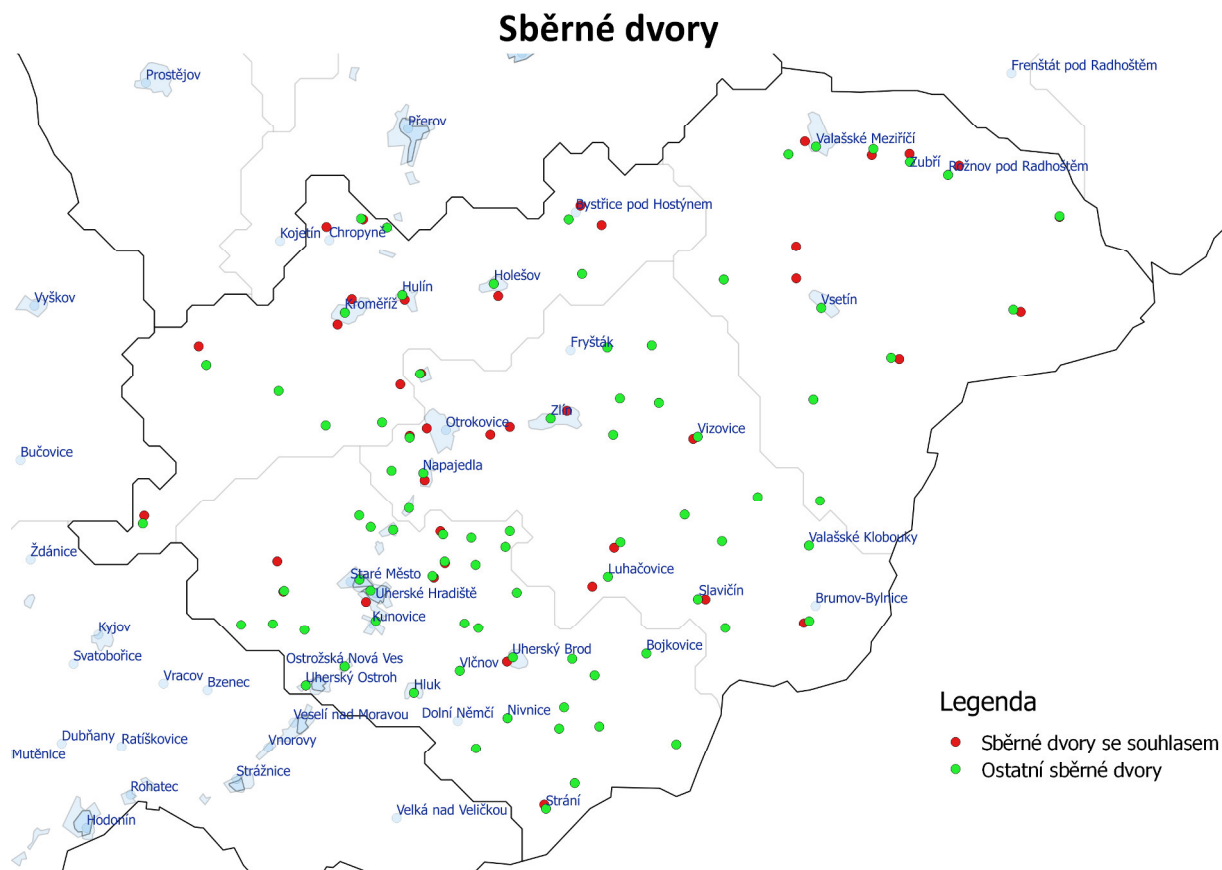 Sběrné dvory
Frenštát pod Radhoštěm
Prostějov
Přerov
Valašské Meziříčí
Zubří
Rožnov pod Radhoštěm
Bystřice pod Hostýnem
Kojetín
Chropyně
Holešov
Hulín
Vyškov
Kroměříž
Vsetín
Fryšták
Zlín
Otrokovice
Vizovice
Bučovice
Napajedla
Valašské Klobouky
Ždánice
Luhačovice
Staré Město
Uherské Hradiště
Slavičín
Brumov-Bylnice
Kunovice
Kyjov
Uherský Brod
Bojkovice
Ostrožská Nová Ves
Vlčnov
Svatobořice
Uherský Ostroh
Vracov
Bzenec
Hluk
Legenda
Veselí nad Moravou
Dolní Němčí
Nivnice
Dubňany
Ratíškovice
Vnorovy
Sběrné dvory se souhlasem
Mutěnice
Strážnice
Ostatní sběrné dvory
Rohatec
Strání
Velká nad Veličkou
Hodonín